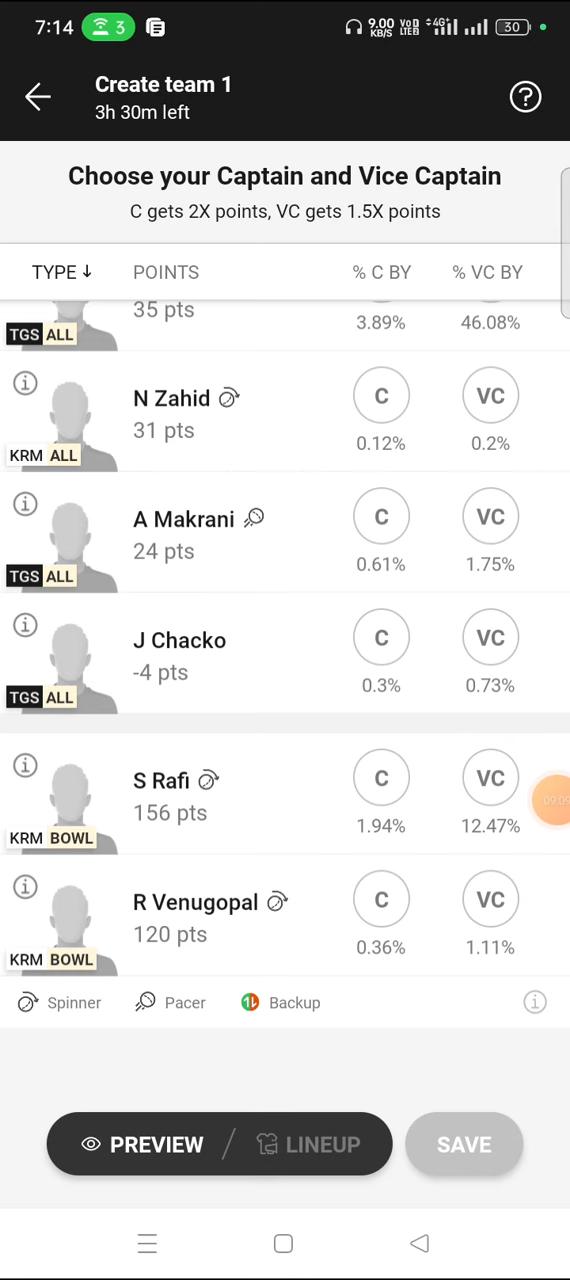 7:14 3 9.00 KB/S VoD LTE 2 4G+ 30
Create team 1
3h 30m left
?
Choose your Captain and Vice Captain
C gets 2X points, VC gets 1.5X points
TYPE ↓ POINTS % C BY % VC BY
35 pts 3.89% 46.08%
TGS ALL
N Zahid C VC
31 pts 0.12% 0.2%
KRM ALL
A Makrani C VC
24 pts 0.61% 1.75%
TGS ALL
J Chacko C VC
-4 pts 0.3% 0.73%
TGS ALL
S Rafi C VC
156 pts 1.94% 12.47%
KRM BOWL
09:09
R Venugopal C VC
120 pts 0.36% 1.11%
KRM BOWL
Spinner Pacer Backup
PREVIEW / LINEUP SAVE